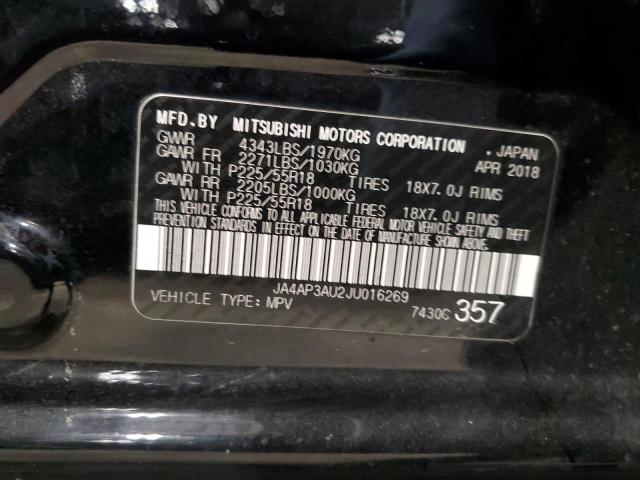 MFD.BY MITSUBISHI MOTORS CORPORATION . JAPAN
GVWR 4343LBS/1970KG APR 2018
GAWR FR 2271LBS/1030KG
WITH P225/55R18 TIRES 18X7.0J RIMS
GAWR RR 2205LBS/1000KG
WITH P225/55R18 TIRES 18X7.0J RIMS
THIS VEHICLE CONFORMS TO ALL APPLICABLE FEDERAL MOTOR VEHICLE SAFETY AND THEFT
PREVENTION STANDARDS IN EFFECT ON THE DATE OF MANUFACTURE SHOWN ABOVE.
JA4AP3AU2JU016269
VEHICLE TYPE: MPV 7430C 357